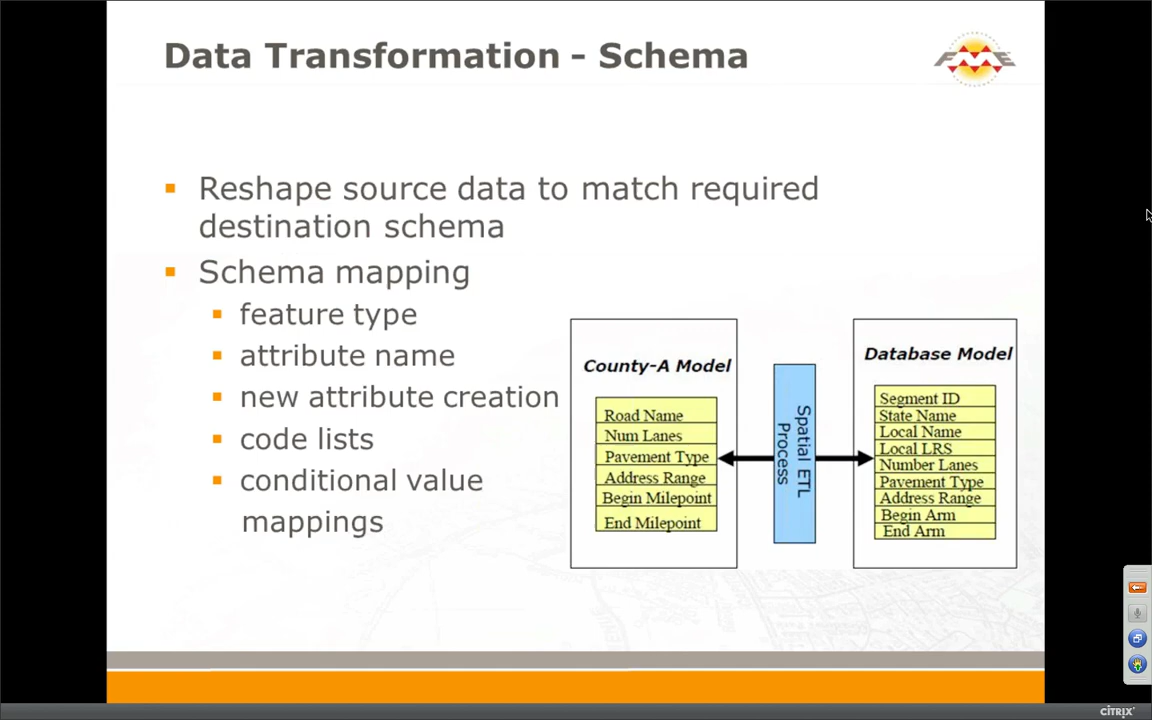 Data Transformation - Schema
FME
Reshape source data to match required
destination schema
Schema mapping
feature type
attribute name
new attribute creation
code lists
conditional value
mappings
County-A Model
Road Name
Num Lanes
Pavement Type
Address Range
Begin Milepoint
End Milepoint
Spatial ETL
Process
Database Model
Segment ID
State Name
Local Name
Local LRS
Number Lanes
Pavement Type
Address Range
Begin Arm
End Arm
CITRIX